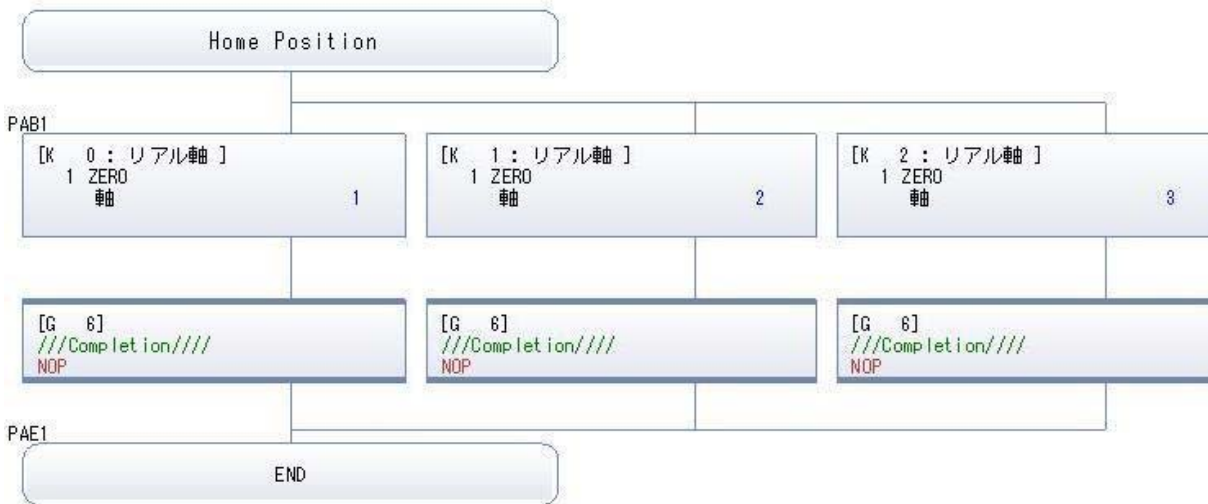 Home Position
PAB1
[K 0 : リアル軸 ]
1 ZERO
軸 1
[K 1 : リアル軸 ]
1 ZERO
軸 2
[K 2 : リアル軸 ]
1 ZERO
軸 3
[G 6]
///Completion////
NOP
[G 6]
///Completion////
NOP
[G 6]
///Completion////
NOP
PAE1
END